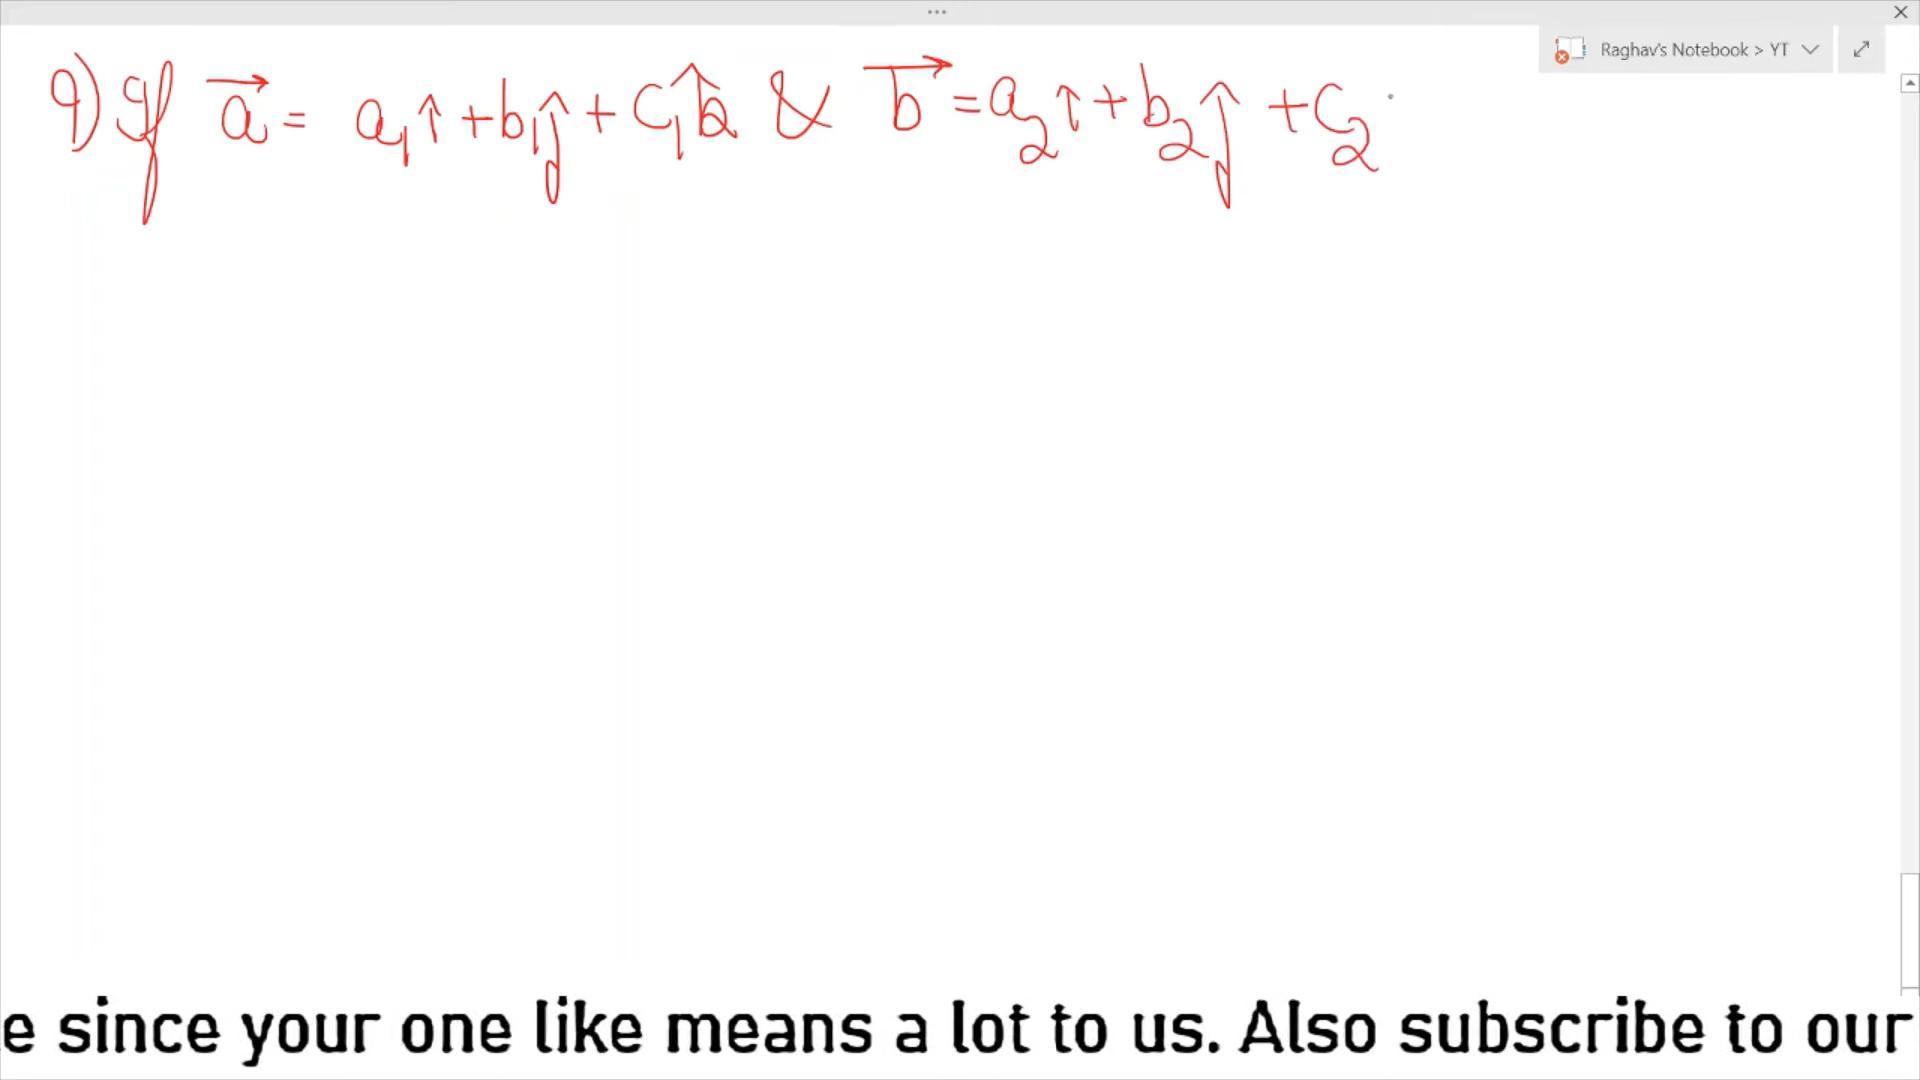 Raghav's Notebook > YT
9) If a⃗ = a₁î + b₁ĵ + c₁k̂ & b⃗ = a₂î + b₂ĵ + c₂
e since your one like means a lot to us. Also subscribe to our